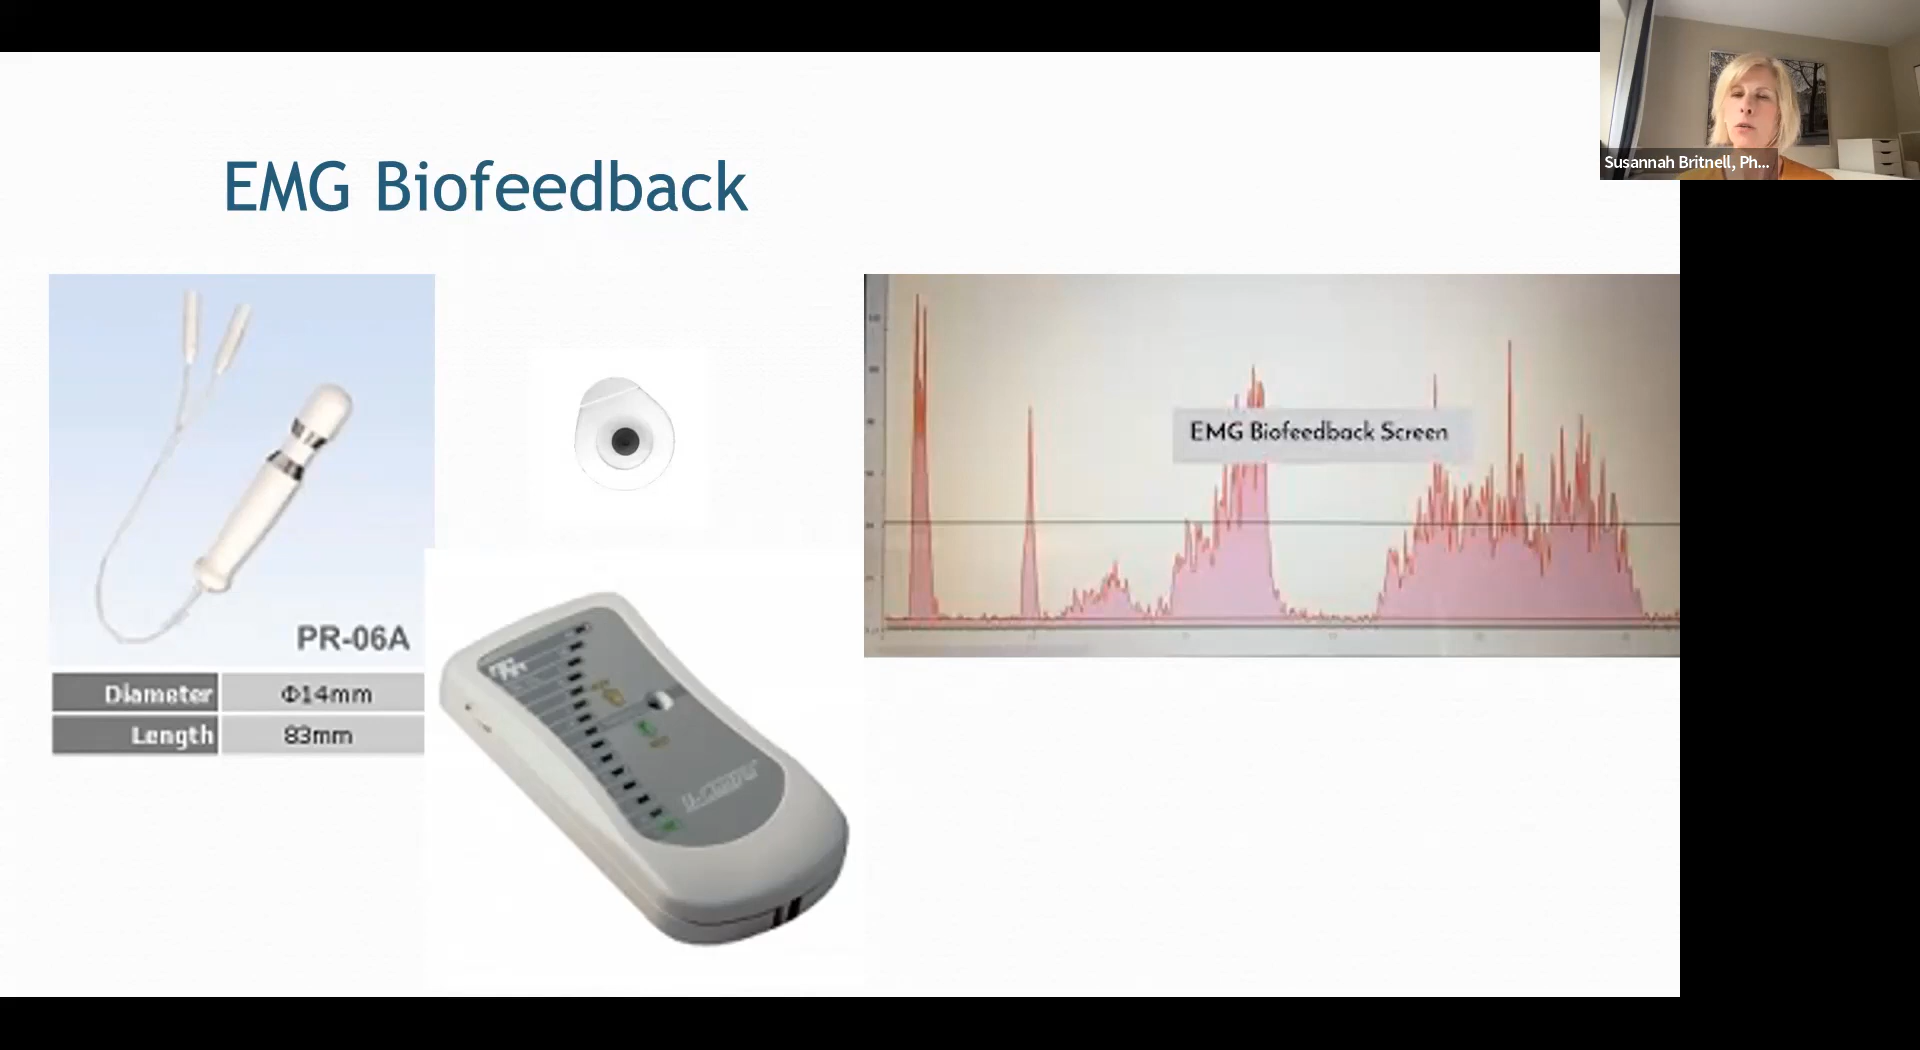 Susannah Britnell, Ph...
EMG Biofeedback
EMG Biofeedback Screen
PR-06A
Diameter Φ14mm
Length 83mm